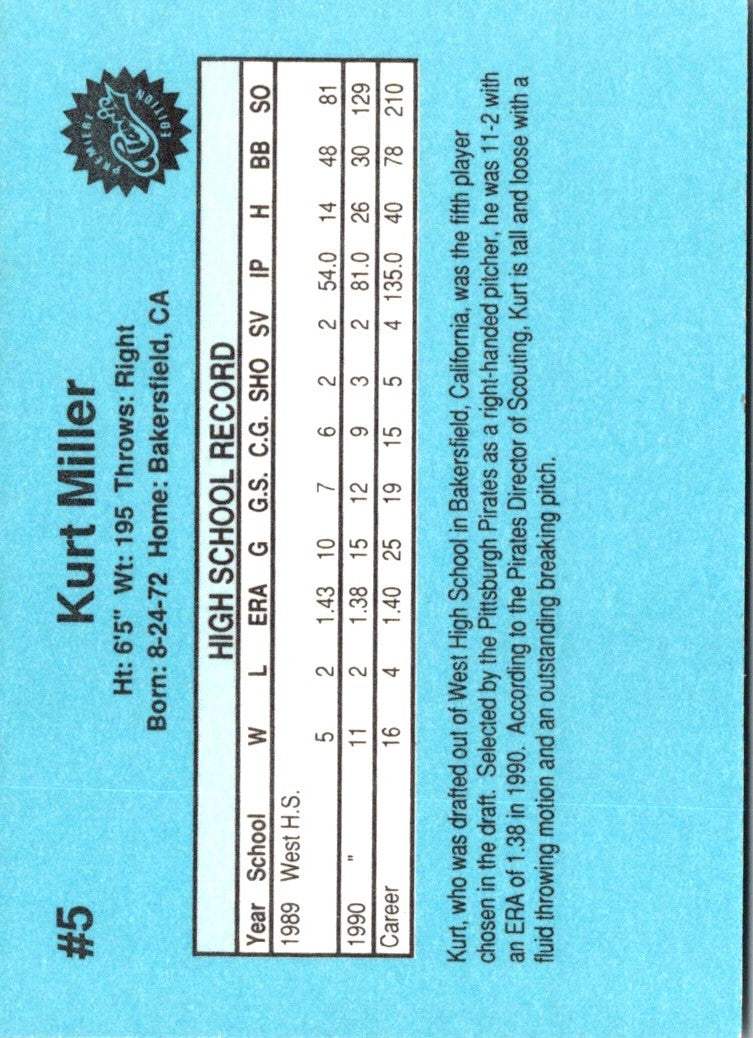 #5
Kurt Miller
PREMIERE
Classic
EDITION
Ht: 6'5" Wt: 195 Throws: Right
Born: 8-24-72 Home: Bakersfield, CA
HIGH SCHOOL RECORD
Year School W L ERA G G.S. C.G. SHO SV IP H BB SO
1989 West H.S.
5 2 1.43 10 7 6 2 2 54.0 14 48 81
1990 " 11 2 1.38 15 12 9 3 2 81.0 26 30 129
Career 16 4 1.40 25 19 15 5 4 135.0 40 78 210
Kurt, who was drafted out of West High School in Bakersfield, California, was the fifth player
chosen in the draft. Selected by the Pittsburgh Pirates as a right-handed pitcher, he was 11-2 with
an ERA of 1.38 in 1990. According to the Pirates Director of Scouting, Kurt is tall and loose with a
fluid throwing motion and an outstanding breaking pitch.